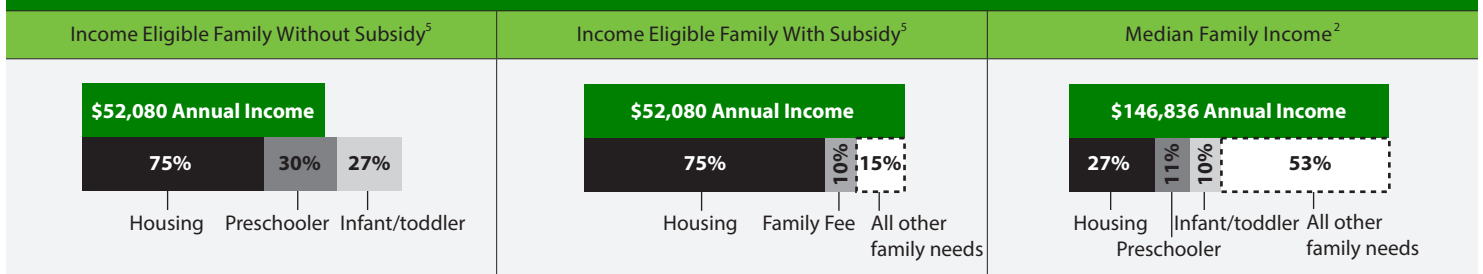 Income Eligible Family Without Subsidy⁵
$52,080 Annual Income
75% 30% 27%
Housing Preschooler Infant/toddler
Income Eligible Family With Subsidy⁵
$52,080 Annual Income
75% 10% 15%
Housing Family Fee All other
family needs
Median Family Income²
$146,836 Annual Income
27% 11% 10% 53%
Housing Infant/toddler All other
Preschooler family needs